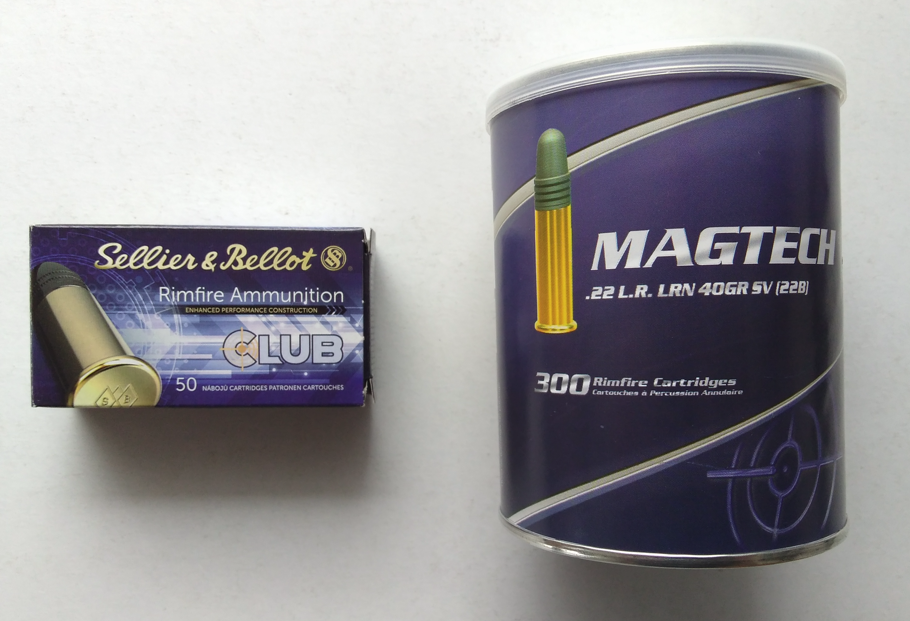 Sellier & Bellot
Rimfire Ammunition
ENHANCED PERFORMANCE CONSTRUCTION
CLUB
50 NÁBOJŮ CARTRIDGES PATRONEN CARTOUCHES
S B
MAGTECH
.22 L.R. LRN 40GR SV (22B)
300 Rimfire Cartridges
Cartouches à Percussion Annulaire